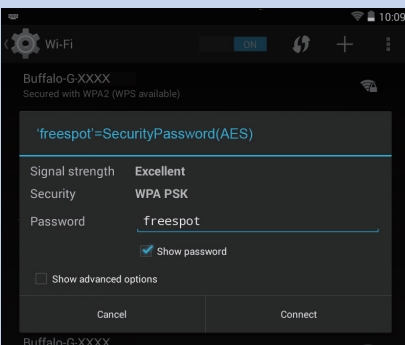 10:09
Wi-Fi ON
Buffalo-G-XXXX
Secured with WPA2 (WPS available)
'freespot'=SecurityPassword(AES)
Signal strength Excellent
Security WPA PSK
Password freespot
Show password
Show advanced options
Cancel Connect
Buffalo-G-XXXX